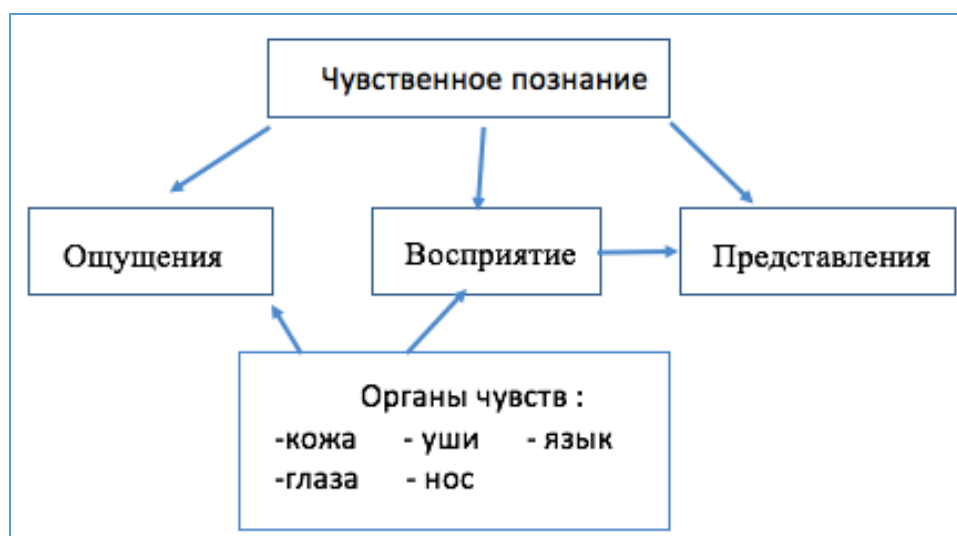 Чувственное познание
Ощущения
Восприятие
Представления
Органы чувств :
-кожа - уши - язык
-глаза - нос